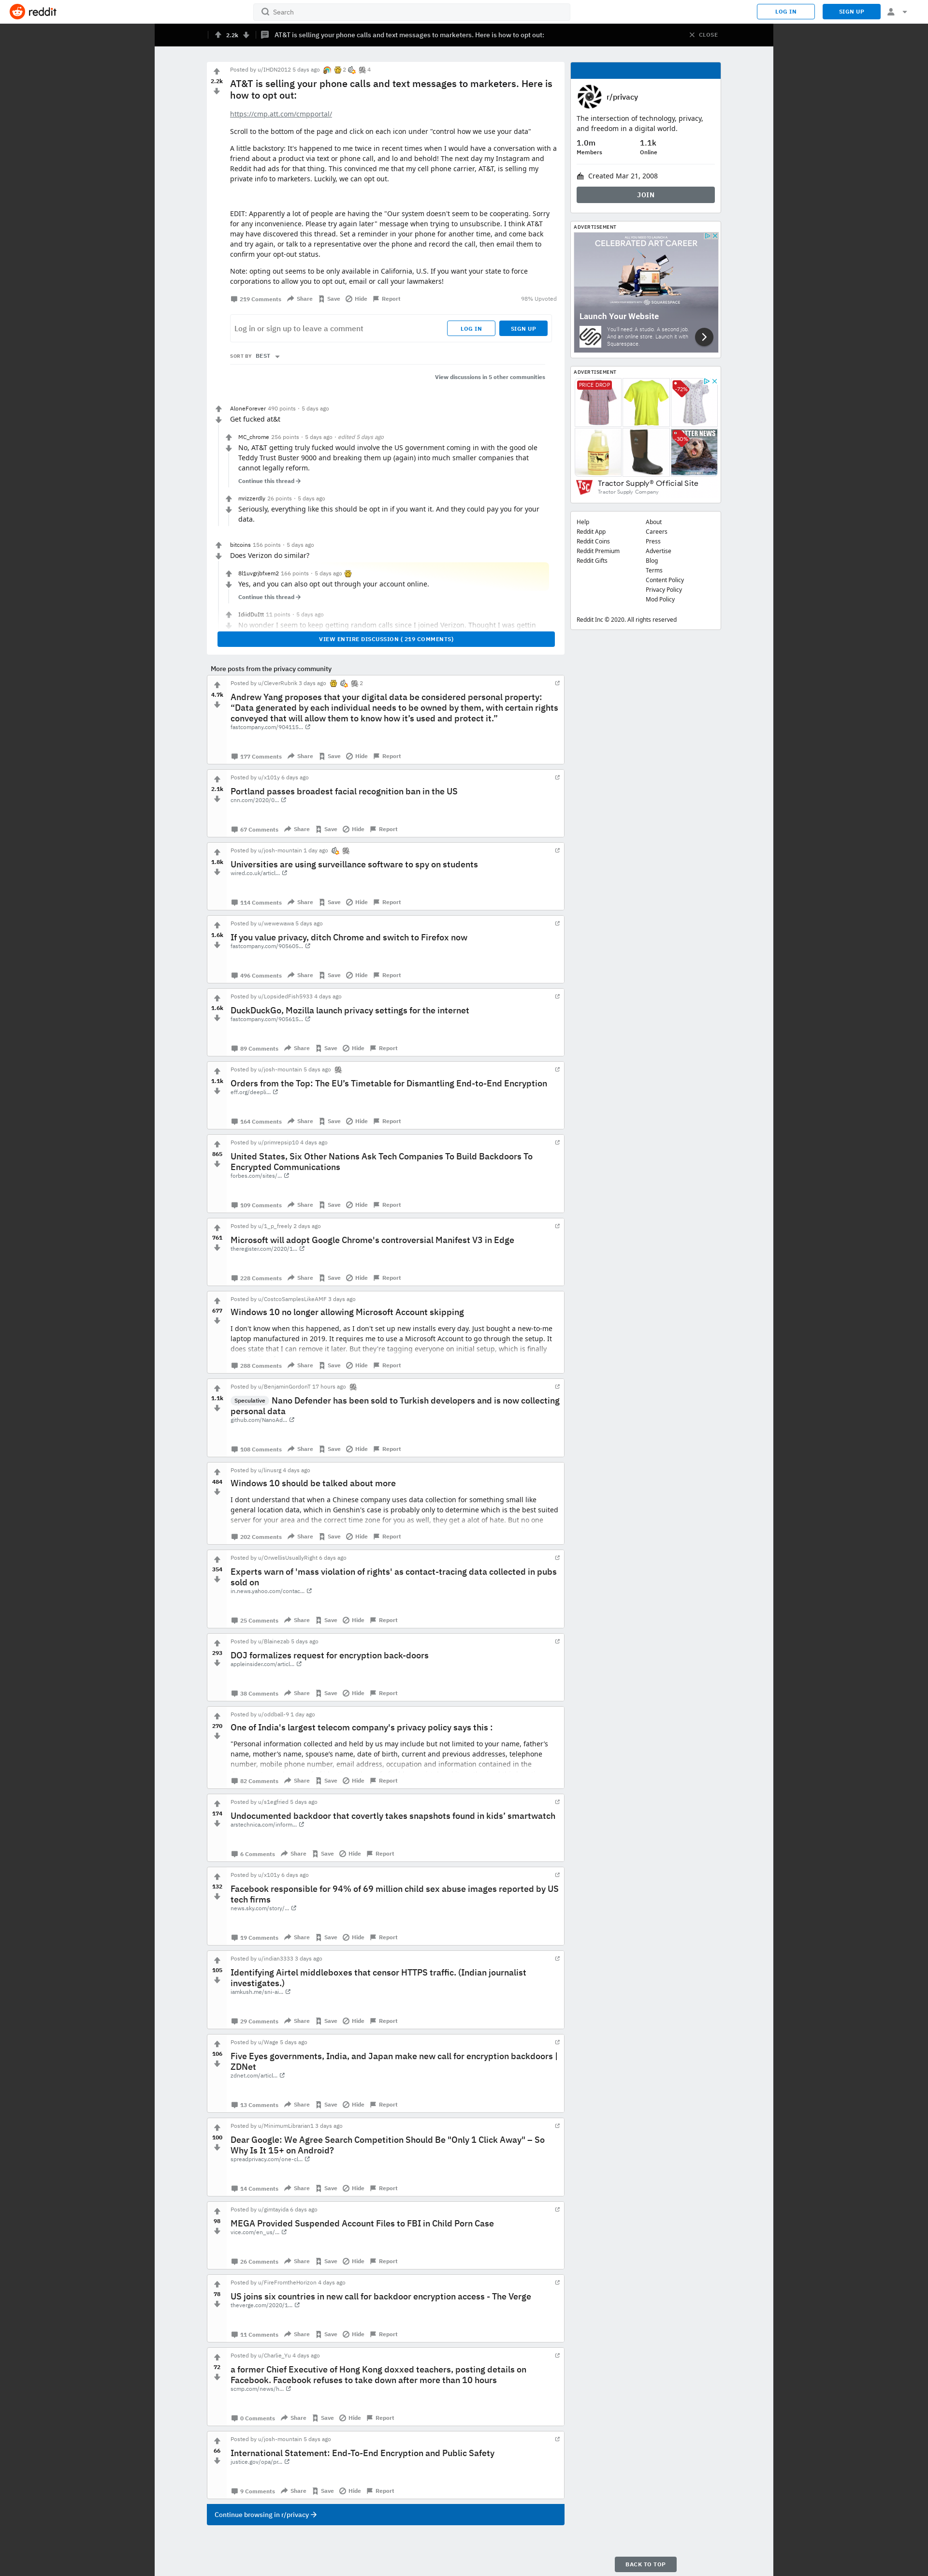 reddit
Search
LOG IN
SIGN UP
2.2k
AT&T is selling your phone calls and text messages to marketers. Here is how to opt out:
CLOSE
Posted by u/IHDN2012 5 days ago 2 4
2.2k
AT&T is selling your phone calls and text messages to marketers. Here is
how to opt out:
https://cmp.att.com/cmpportal/
Scroll to the bottom of the page and click on each icon under "control how we use your data"
A little backstory: It's happened to me twice in recent times when I would have a conversation with a
friend about a product via text or phone call, and lo and behold! The next day my Instagram and
Reddit had ads for that thing. This convinced me that my cell phone carrier, AT&T, is selling my
private info to marketers. Luckily, we can opt out.
EDIT: Apparently a lot of people are having the "Our system doesn't seem to be cooperating. Sorry
for any inconvenience. Please try again later" message when trying to unsubscribe. I think AT&T
may have discovered this thread. Set a reminder in your phone for another time, and come back
and try again, or talk to a representative over the phone and record the call, then email them to
confirm your opt-out status.
Note: opting out seems to be only available in California, U.S. If you want your state to force
corporations to allow you to opt out, email or call your lawmakers!
219 Comments Share Save Hide Report 98% Upvoted
Log in or sign up to leave a comment
LOG IN
SIGN UP
SORT BY BEST
View discussions in 5 other communities
AloneForever 490 points · 5 days ago
Get fucked at&t
MC_chrome 256 points · 5 days ago · edited 5 days ago
No, AT&T getting truly fucked would involve the US government coming in with the good ole
Teddy Trust Buster 9000 and breaking them up (again) into much smaller companies that
cannot legally reform.
Continue this thread
mrizzerdly 26 points · 5 days ago
Seriously, everything like this should be opt in if you want it. And they could pay you for your
data.
bitcoins 156 points · 5 days ago
Does Verizon do similar?
8l1uvgrjbfxem2 166 points · 5 days ago
Yes, and you can also opt out through your account online.
Continue this thread
IdidDuItt 11 points · 5 days ago
No wonder I seem to keep getting random calls since I joined Verizon. Thought I was gettin
VIEW ENTIRE DISCUSSION ( 219 COMMENTS)
More posts from the privacy community
Posted by u/CleverRubrik 3 days ago 2
4.7k
Andrew Yang proposes that your digital data be considered personal property:
“Data generated by each individual needs to be owned by them, with certain rights
conveyed that will allow them to know how it’s used and protect it.”
fastcompany.com/904115...
177 Comments Share Save Hide Report
Posted by u/x101y 6 days ago
2.1k
Portland passes broadest facial recognition ban in the US
cnn.com/2020/0...
67 Comments Share Save Hide Report
Posted by u/josh-mountain 1 day ago
1.8k
Universities are using surveillance software to spy on students
wired.co.uk/articl...
114 Comments Share Save Hide Report
Posted by u/wewewawa 5 days ago
1.6k
If you value privacy, ditch Chrome and switch to Firefox now
fastcompany.com/905605...
496 Comments Share Save Hide Report
Posted by u/LopsidedFish5933 4 days ago
1.6k
DuckDuckGo, Mozilla launch privacy settings for the internet
fastcompany.com/905615...
89 Comments Share Save Hide Report
Posted by u/josh-mountain 5 days ago
1.1k
Orders from the Top: The EU’s Timetable for Dismantling End-to-End Encryption
eff.org/deepli...
164 Comments Share Save Hide Report
Posted by u/primrepsip10 4 days ago
865
United States, Six Other Nations Ask Tech Companies To Build Backdoors To
Encrypted Communications
forbes.com/sites/...
109 Comments Share Save Hide Report
Posted by u/1_p_freely 2 days ago
761
Microsoft will adopt Google Chrome's controversial Manifest V3 in Edge
theregister.com/2020/1...
228 Comments Share Save Hide Report
Posted by u/CostcoSamplesLikeAMF 3 days ago
677
Windows 10 no longer allowing Microsoft Account skipping
I don't know when this happened, as I don't set up new installs every day. Just bought a new-to-me
laptop manufactured in 2019. It requires me to use a Microsoft Account to go through the setup. It
does state that I can remove it later. But they're tagging everyone on initial setup, which is finally
288 Comments Share Save Hide Report
Posted by u/BenjaminGordonT 17 hours ago
1.1k
Speculative Nano Defender has been sold to Turkish developers and is now collecting
personal data
github.com/NanoAd...
108 Comments Share Save Hide Report
Posted by u/linusrg 4 days ago
484
Windows 10 should be talked about more
I dont understand that when a Chinese company uses data collection for something small like
general location data, which in Genshin's case is probably only to determine which is the best suited
server for your area and the correct time zone for you as well, they get a alot of hate. But no one
202 Comments Share Save Hide Report
Posted by u/OrwellisUsuallyRight 6 days ago
354
Experts warn of 'mass violation of rights' as contact-tracing data collected in pubs
sold on
in.news.yahoo.com/contac...
25 Comments Share Save Hide Report
Posted by u/Blainezab 5 days ago
293
DOJ formalizes request for encryption back-doors
appleinsider.com/articl...
38 Comments Share Save Hide Report
Posted by u/oddball-9 1 day ago
270
One of India's largest telecom company's privacy policy says this :
"Personal information collected and held by us may include but not limited to your name, father’s
name, mother’s name, spouse’s name, date of birth, current and previous addresses, telephone
number, mobile phone number, email address, occupation and information contained in the
82 Comments Share Save Hide Report
Posted by u/s1egfried 5 days ago
174
Undocumented backdoor that covertly takes snapshots found in kids’ smartwatch
arstechnica.com/inform...
6 Comments Share Save Hide Report
Posted by u/x101y 6 days ago
132
Facebook responsible for 94% of 69 million child sex abuse images reported by US
tech firms
news.sky.com/story/...
19 Comments Share Save Hide Report
Posted by u/indian3333 3 days ago
105
Identifying Airtel middleboxes that censor HTTPS traffic. (Indian journalist
investigates.)
iamkush.me/sni-ai...
29 Comments Share Save Hide Report
Posted by u/Wage 5 days ago
106
Five Eyes governments, India, and Japan make new call for encryption backdoors |
ZDNet
zdnet.com/articl...
13 Comments Share Save Hide Report
Posted by u/MinimumLibrarian1 3 days ago
100
Dear Google: We Agree Search Competition Should Be "Only 1 Click Away" – So
Why Is It 15+ on Android?
spreadprivacy.com/one-cl...
14 Comments Share Save Hide Report
Posted by u/gimtayida 6 days ago
98
MEGA Provided Suspended Account Files to FBI in Child Porn Case
vice.com/en_us/...
26 Comments Share Save Hide Report
Posted by u/FireFromtheHorizon 4 days ago
78
US joins six countries in new call for backdoor encryption access - The Verge
theverge.com/2020/1...
11 Comments Share Save Hide Report
Posted by u/Charlie_Yu 4 days ago
72
a former Chief Executive of Hong Kong doxxed teachers, posting details on
Facebook. Facebook refuses to take down after more than 10 hours
scmp.com/news/h...
0 Comments Share Save Hide Report
Posted by u/josh-mountain 5 days ago
66
International Statement: End-To-End Encryption and Public Safety
justice.gov/opa/pr...
9 Comments Share Save Hide Report
Continue browsing in r/privacy
r/privacy
The intersection of technology, privacy,
and freedom in a digital world.
1.0m 1.1k
Members Online
Created Mar 21, 2008
JOIN
ADVERTISEMENT
CELEBRATED ART CAREER
SQUARESPACE
Launch Your Website
You'll need: A studio. A second job.
And an online store. Launch it with
Squarespace.
ADVERTISEMENT
PRICE DROP
-72%
-30%
TSC
Tractor Supply® Official Site
Tractor Supply Company
Help About
Reddit App Careers
Reddit Coins Press
Reddit Premium Advertise
Reddit Gifts Blog
Terms
Content Policy
Privacy Policy
Mod Policy
Reddit Inc © 2020. All rights reserved
BACK TO TOP